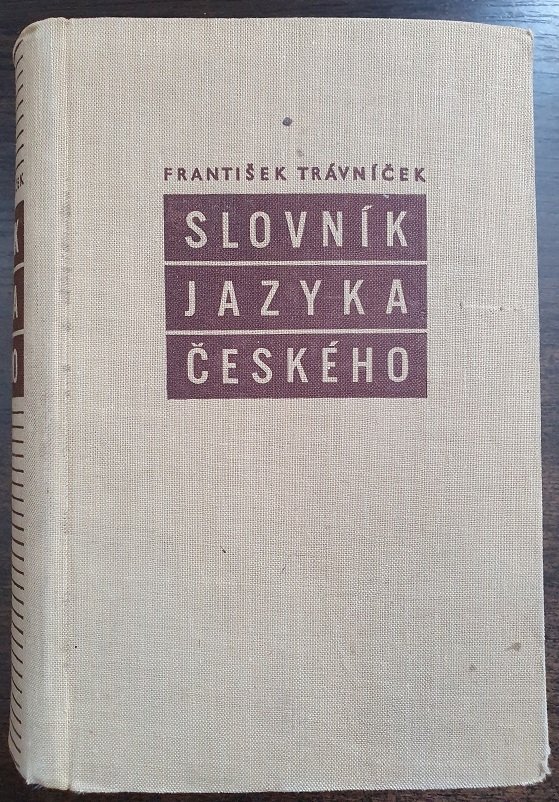 FRANTIŠEK TRÁVNÍČEK
SLOVNÍK
JAZYKA
ČESKÉHO